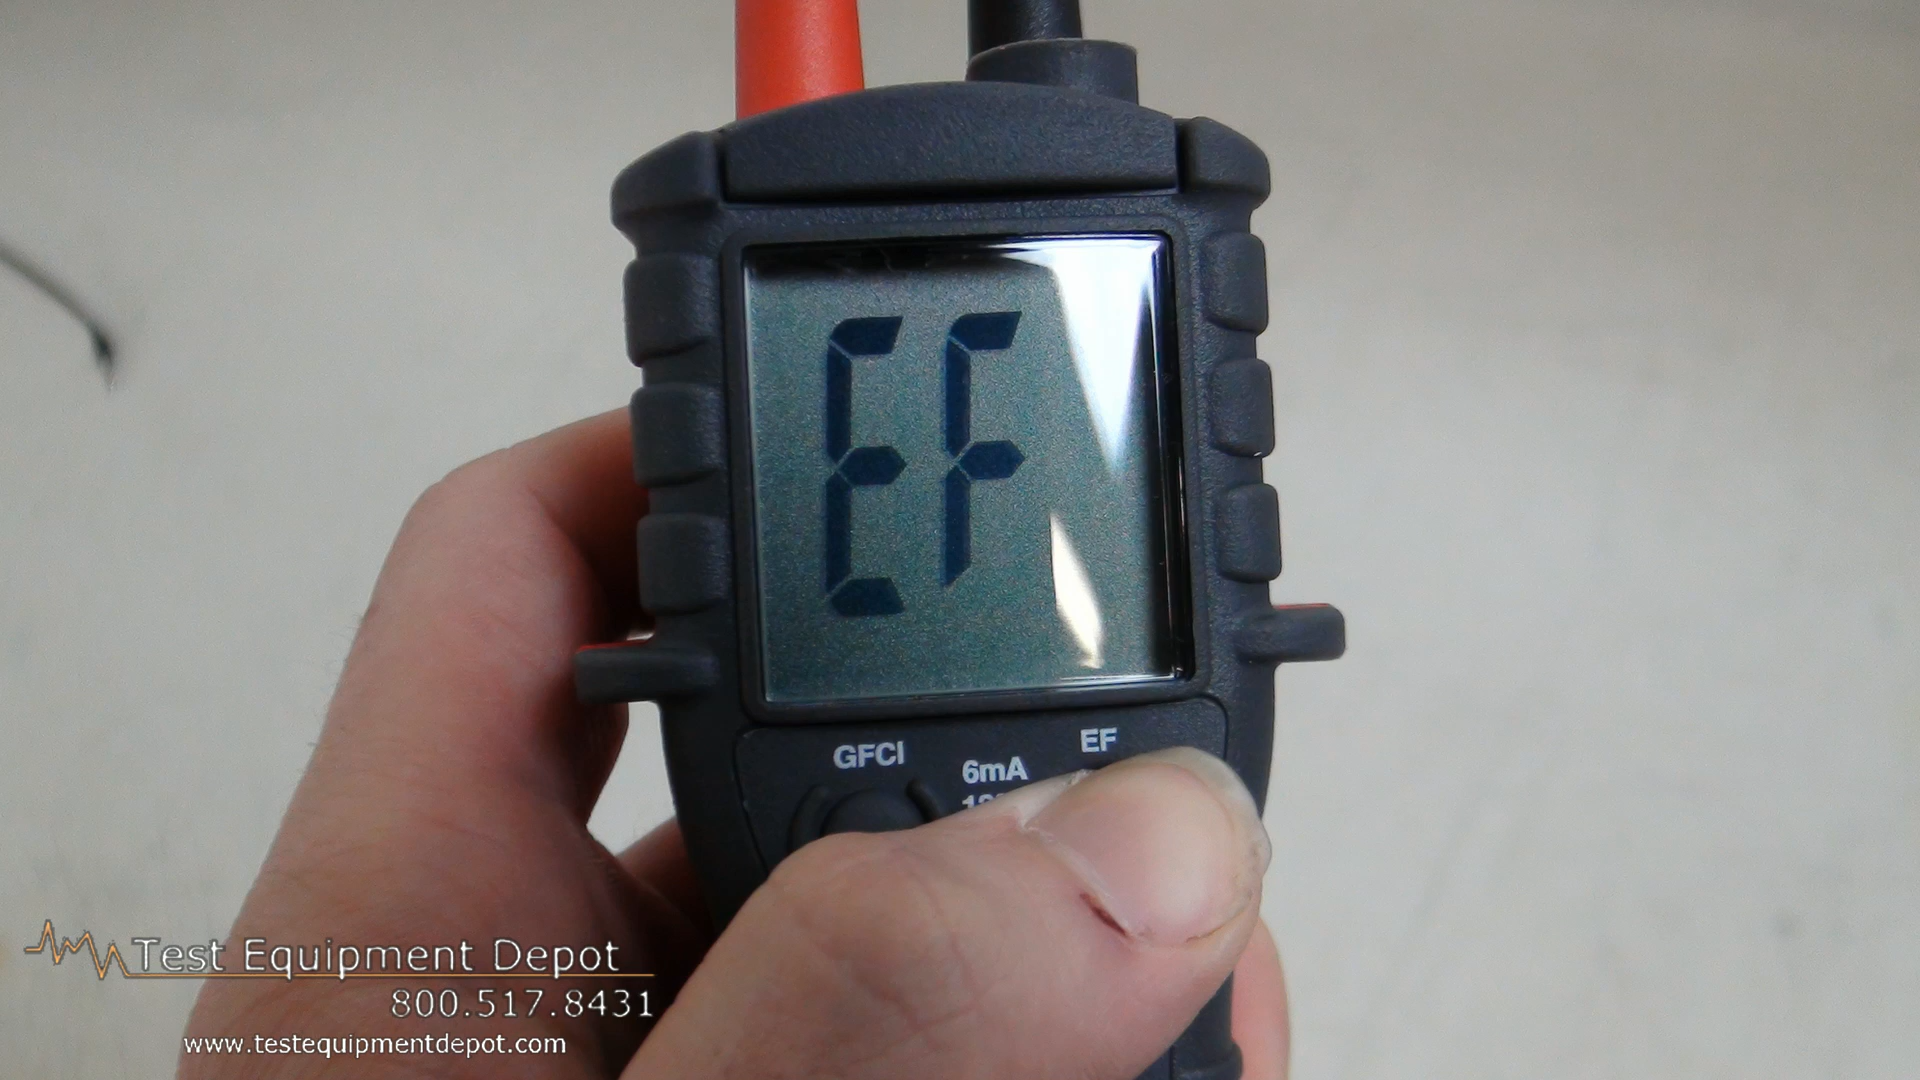 EF
GFCI
EF
6mA
Test Equipment Depot
800.517.8431
www.testequipmentdepot.com